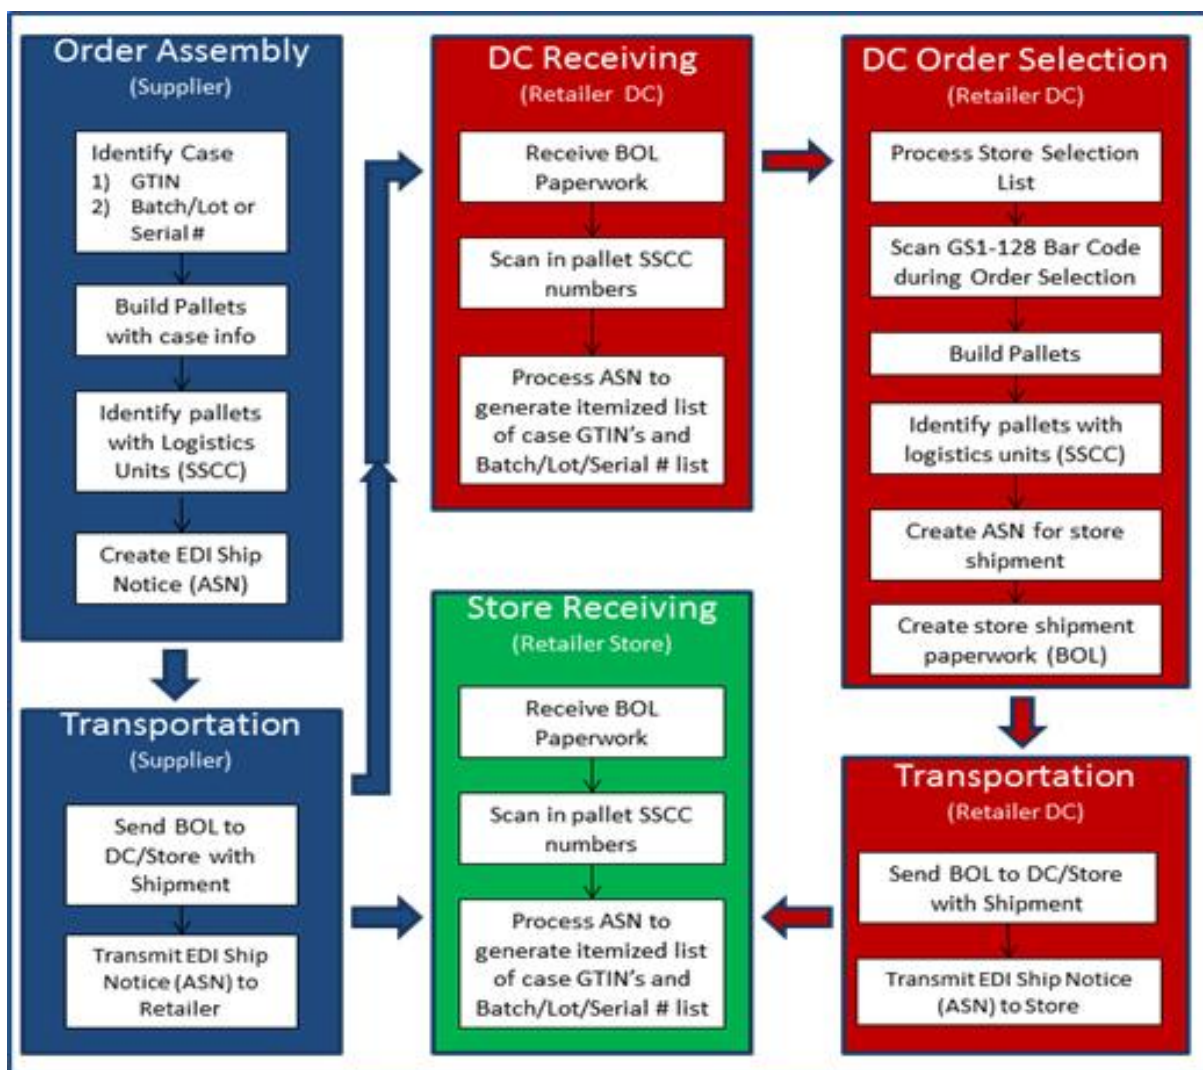 Order Assembly
(Supplier)
Identify Case
1) GTIN
2) Batch/Lot or
Serial #
Build Pallets
with case info
Identify pallets
with Logistics
Units (SSCC)
Create EDI Ship
Notice (ASN)
Transportation
(Supplier)
Send BOL to
DC/Store with
Shipment
Transmit EDI Ship
Notice (ASN) to
Retailer
DC Receiving
(Retailer DC)
Receive BOL
Paperwork
Scan in pallet SSCC
numbers
Process ASN to
generate itemized list
of case GTIN's and
Batch/Lot/Serial # list
Store Receiving
(Retailer Store)
Receive BOL
Paperwork
Scan in pallet SSCC
numbers
Process ASN to
generate itemized list
of case GTIN's and
Batch/Lot/Serial # list
DC Order Selection
(Retailer DC)
Process Store Selection
List
Scan GS1-128 Bar Code
during Order Selection
Build Pallets
Identify pallets with
logistics units (SSCC)
Create ASN for store
shipment
Create store shipment
paperwork (BOL)
Transportation
(Retailer DC)
Send BOL to DC/Store
with Shipment
Transmit EDI Ship Notice
(ASN) to Store